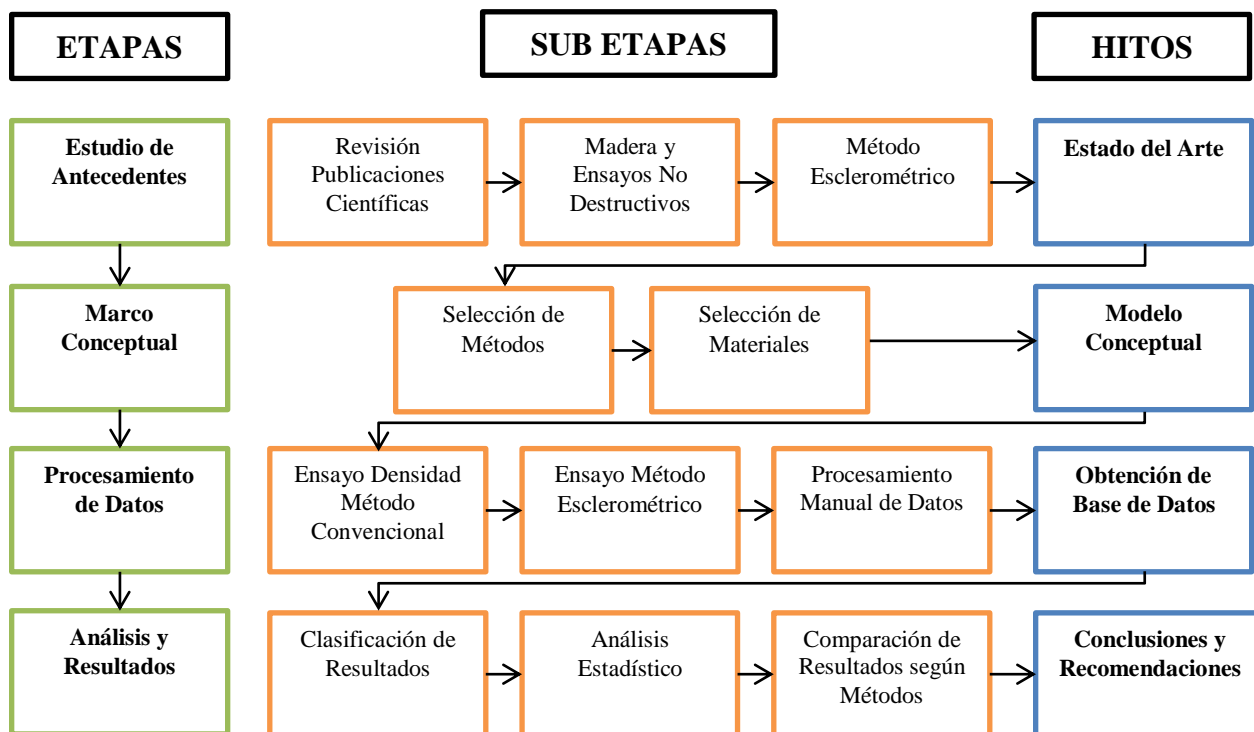 ETAPAS
SUB ETAPAS
HITOS
Estudio de
Antecedentes
Revisión
Publicaciones
Científicas
Madera y
Ensayos No
Destructivos
Método
Esclerométrico
Estado del Arte
Marco
Conceptual
Selección de
Métodos
Selección de
Materiales
Modelo
Conceptual
Procesamiento
de Datos
Ensayo Densidad
Método
Convencional
Ensayo Método
Esclerométrico
Procesamiento
Manual de Datos
Obtención de
Base de Datos
Análisis y
Resultados
Clasificación de
Resultados
Análisis
Estadístico
Comparación de
Resultados según
Métodos
Conclusiones y
Recomendaciones